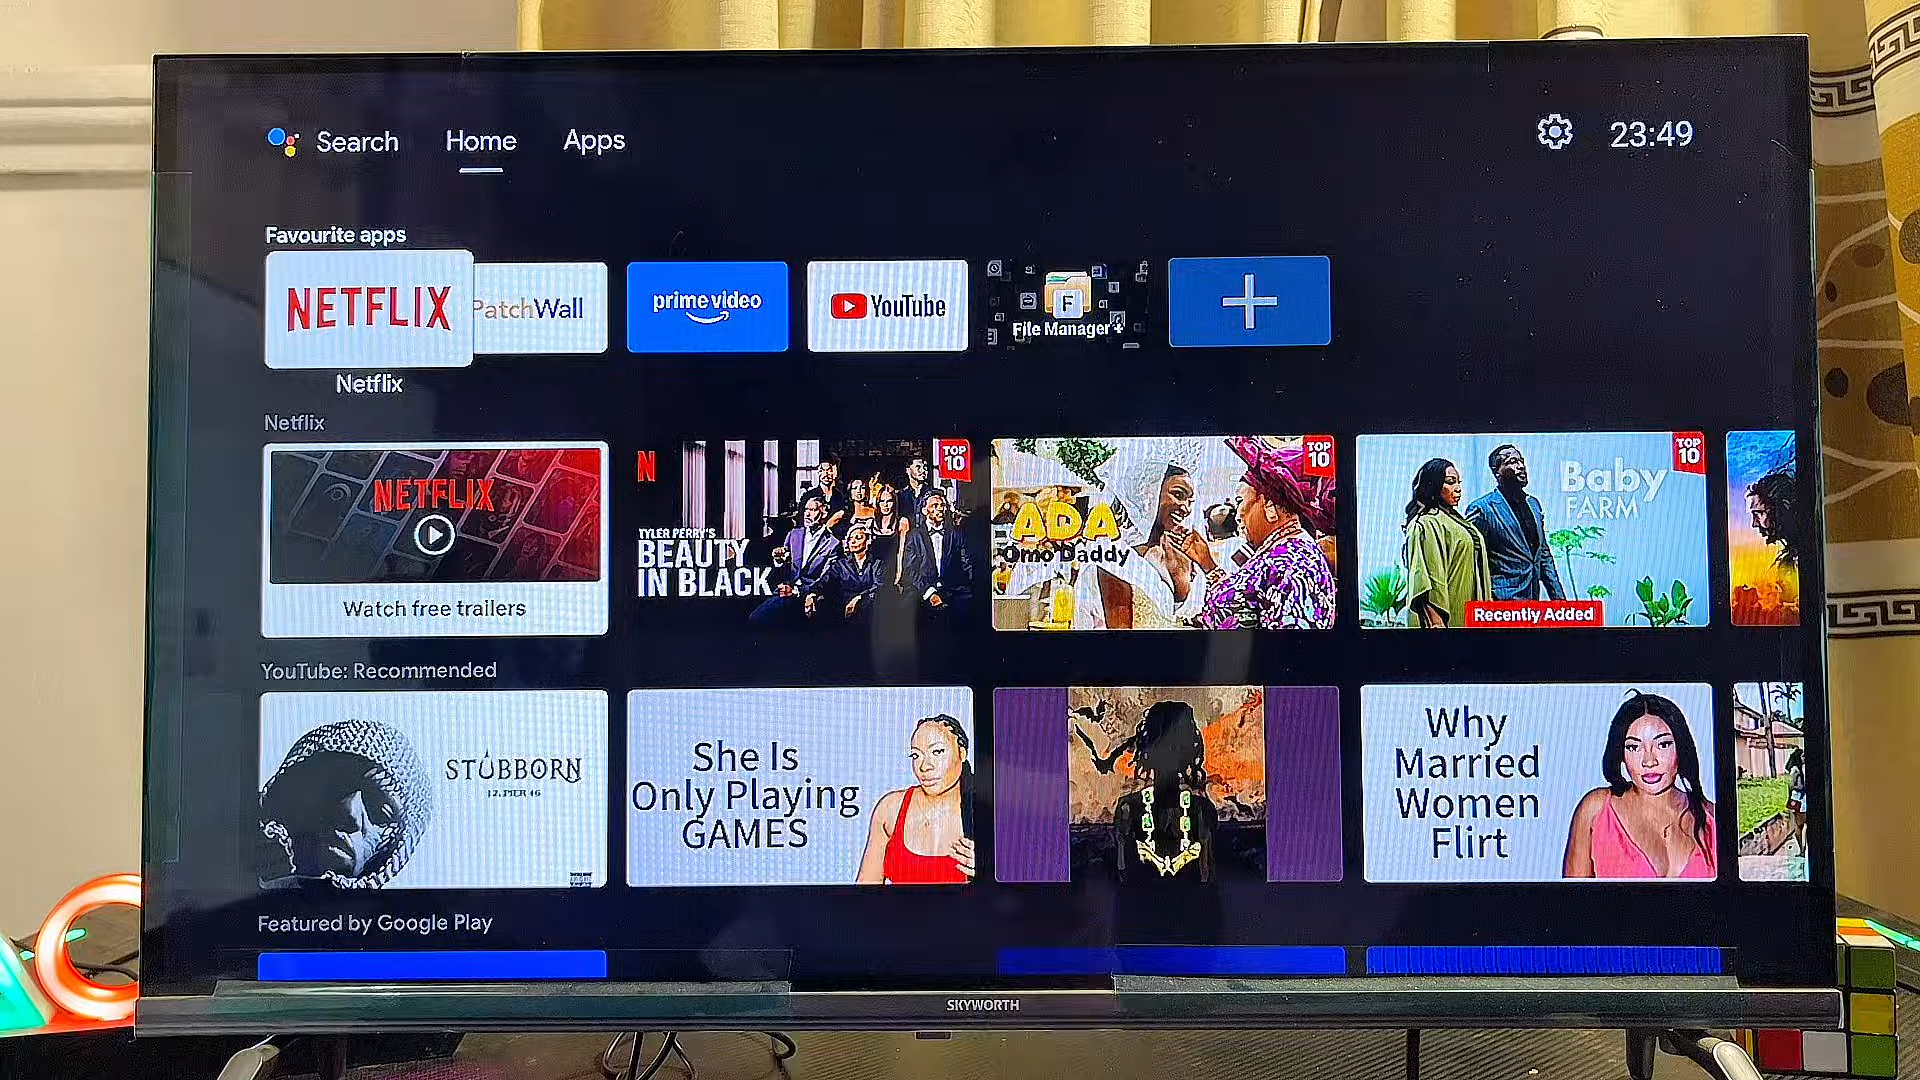 Search Home Apps
23:49
Favourite apps
NETFLIX
PatchWall
prime video
YouTube
F
File Manager +
Netflix
Netflix
NETFLIX
Watch free trailers
N
TOP
10
TYLER PERRY'S
BEAUTY
IN BLACK
TOP
10
ADA
Omo Daddy
TOP
10
Baby
FARM
Recently Added
YouTube: Recommended
STUBBORN
She Is
Only Playing
GAMES
Why
Married
Women
Flirt
Featured by Google Play
SKYWORTH